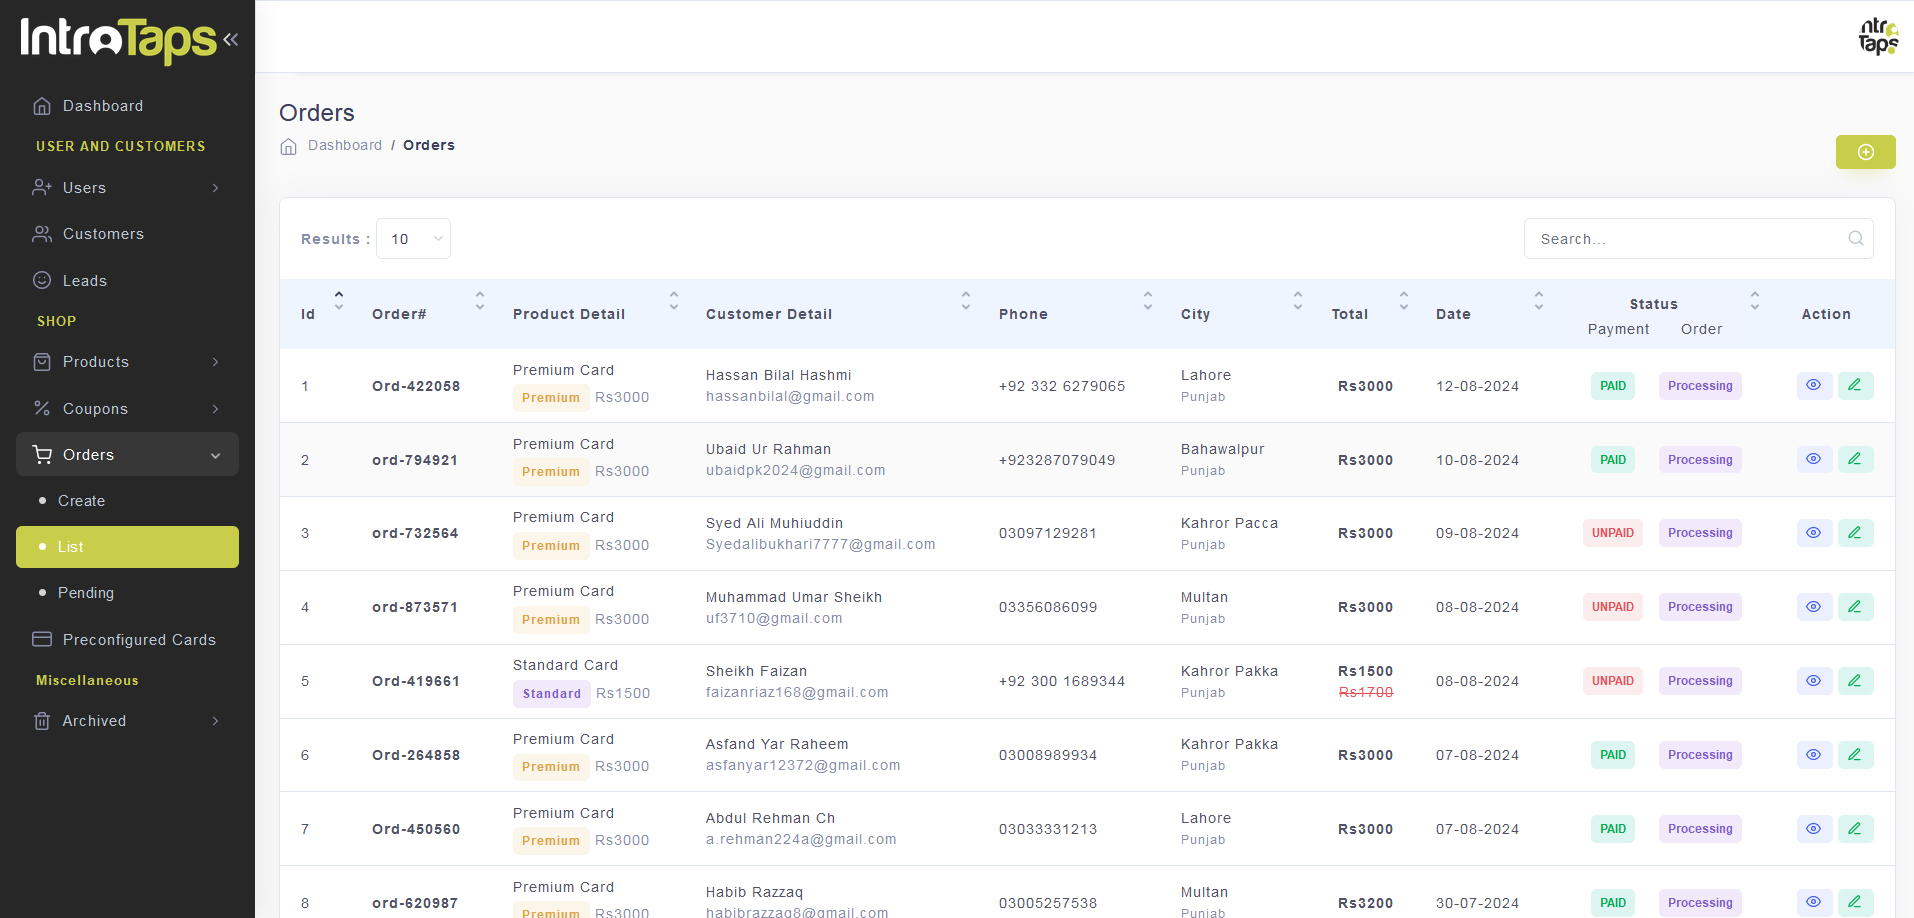 IntroTaps
Dashboard
USER AND CUSTOMERS
Users
Customers
Leads
SHOP
Products
Coupons
Orders
Create
List
Pending
Preconfigured Cards
Miscellaneous
Archived
ntro
Taps
Orders
Dashboard / Orders
Results : 10
Search...
Id Order# Product Detail Customer Detail Phone City Total Date Status Action
Payment Order
1 Ord-422058 Premium Card Hassan Bilal Hashmi +92 332 6279065 Lahore Rs3000 12-08-2024 PAID Processing
Premium Rs3000 hassanbilal@gmail.com Punjab
2 ord-794921 Premium Card Ubaid Ur Rahman +923287079049 Bahawalpur Rs3000 10-08-2024 PAID Processing
Premium Rs3000 ubaidpk2024@gmail.com Punjab
3 ord-732564 Premium Card Syed Ali Muhiuddin 03097129281 Kahror Pacca Rs3000 09-08-2024 UNPAID Processing
Premium Rs3000 Syedalibukhari7777@gmail.com Punjab
4 ord-873571 Premium Card Muhammad Umar Sheikh 03356086099 Multan Rs3000 08-08-2024 UNPAID Processing
Premium Rs3000 uf3710@gmail.com Punjab
5 Ord-419661 Standard Card Sheikh Faizan +92 300 1689344 Kahror Pakka Rs1500 08-08-2024 UNPAID Processing
Standard Rs1500 faizanriaz168@gmail.com Punjab Rs1700
6 Ord-264858 Premium Card Asfand Yar Raheem 03008989934 Kahror Pakka Rs3000 07-08-2024 PAID Processing
Premium Rs3000 asfanyar12372@gmail.com Punjab
7 Ord-450560 Premium Card Abdul Rehman Ch 03033331213 Lahore Rs3000 07-08-2024 PAID Processing
Premium Rs3000 a.rehman224a@gmail.com Punjab
8 ord-620987 Premium Card Habib Razzaq 03005257538 Multan Rs3200 30-07-2024 PAID Processing
Premium Rs3000 habibrazzaq8@gmail.com Punjab